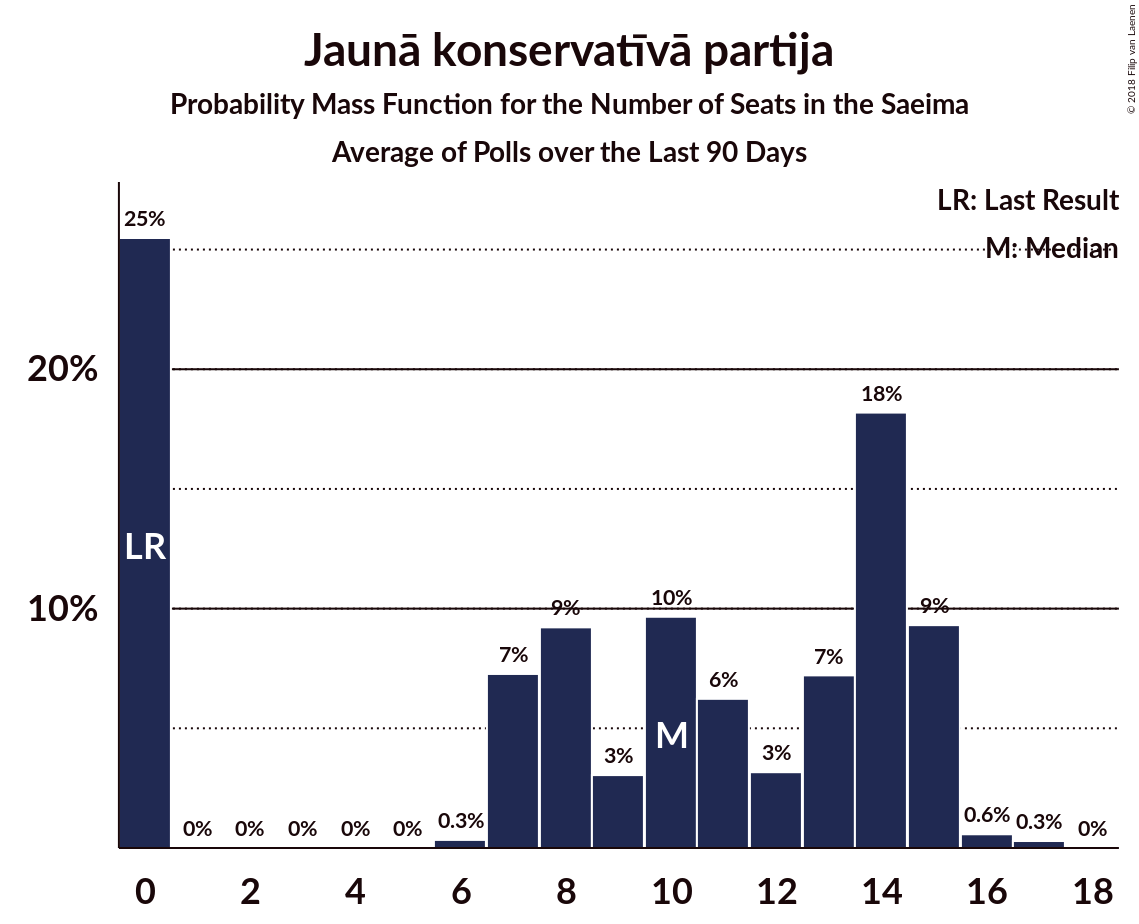 Jaunā konservatīvā partija
Probability Mass Function for the Number of Seats in the Saeima
Average of Polls over the Last 90 Days
© 2018 Filip van Laenen
LR: Last Result
M: Median
25%
20%
18%
10%
9%
10%
9%
7%
6%
7%
3%
3%
LR
M
0%
0%
0%
0%
0%
0.3%
0.6%
0.3%
0%
0 2 4 6 8 10 12 14 16 18